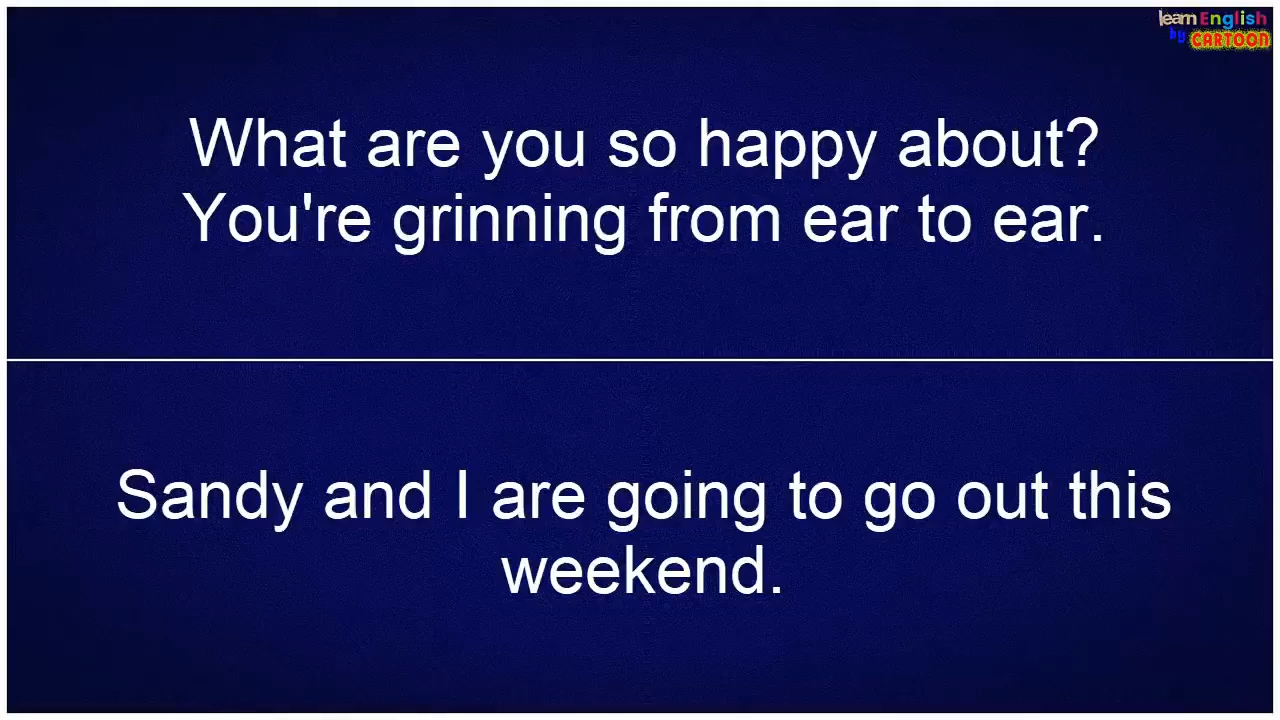 learn English
by CARTOON
What are you so happy about?
You're grinning from ear to ear.
Sandy and I are going to go out this
weekend.